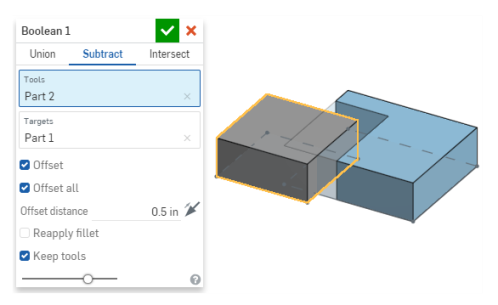 Boolean 1
Union Subtract Intersect
Tools
Part 2
Targets
Part 1
Offset
Offset all
Offset distance 0.5 in
Reapply fillet
Keep tools